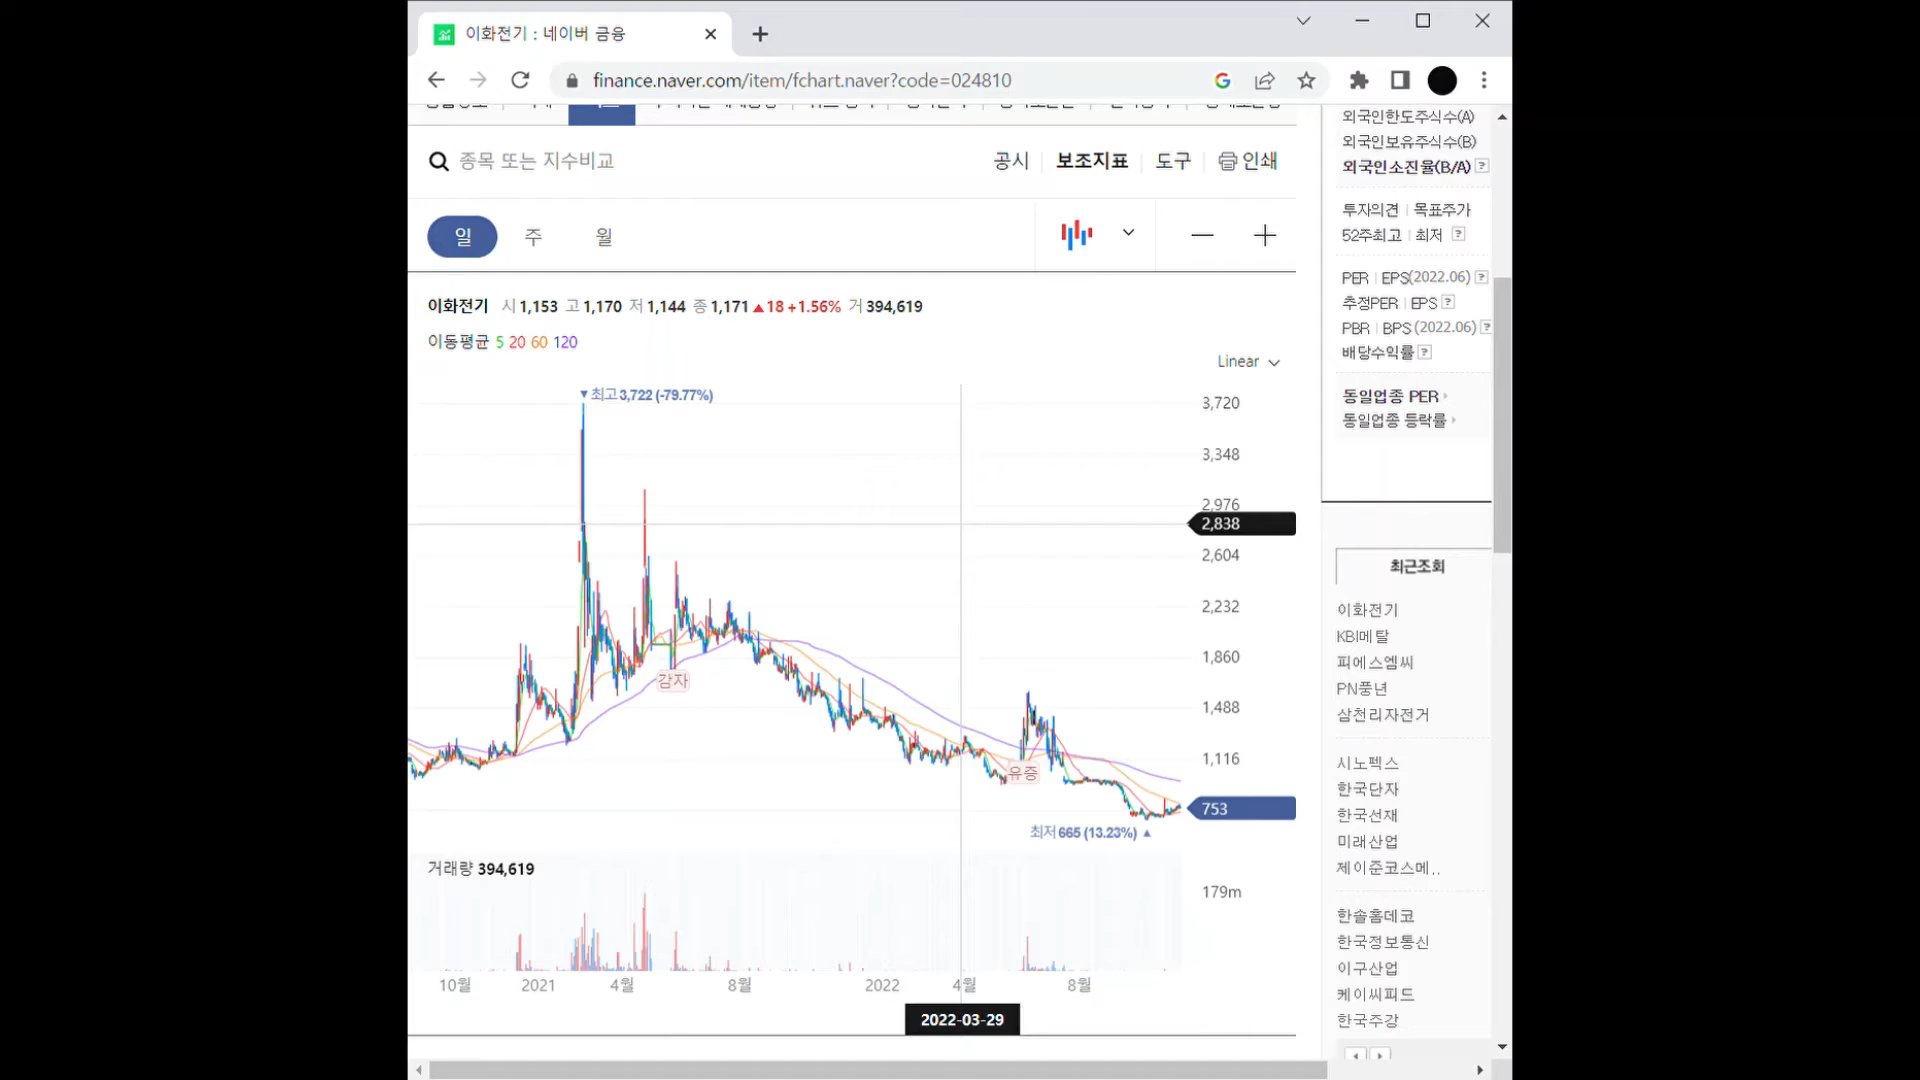 이화전기 : 네이버 금융
finance.naver.com/item/fchart.naver?code=024810
종목 또는 지수비교
공시 보조지표 도구 인쇄
일 주 월
이화전기 시 1,153 고 1,170 저 1,144 종 1,171 ▲18 +1.56% 거 394,619
이동평균 5 20 60 120
Linear
▼최고 3,722 (-79.77%)
3,720
3,348
2,976
2,838
2,604
2,232
1,860
1,488
1,116
753
감자
유증
최저 665 (13.23%) ▲
거래량 394,619
179m
10월 2021 4월 8월 2022 4월 8월
2022-03-29
외국인한도주식수(A)
외국인보유주식수(B)
외국인소진율(B/A) ?
투자의견 | 목표주가
52주최고 | 최저 ?
PER | EPS(2022.06) ?
추정PER | EPS ?
PBR | BPS (2022.06) ?
배당수익률 ?
동일업종 PER
동일업종 등락률
최근조회
이화전기
KBI메탈
피에스엠씨
PN풍년
삼천리자전거
시노펙스
한국단자
한국선재
미래산업
제이준코스메..
한솔홈데코
한국정보통신
이구산업
케이씨피드
한국주강